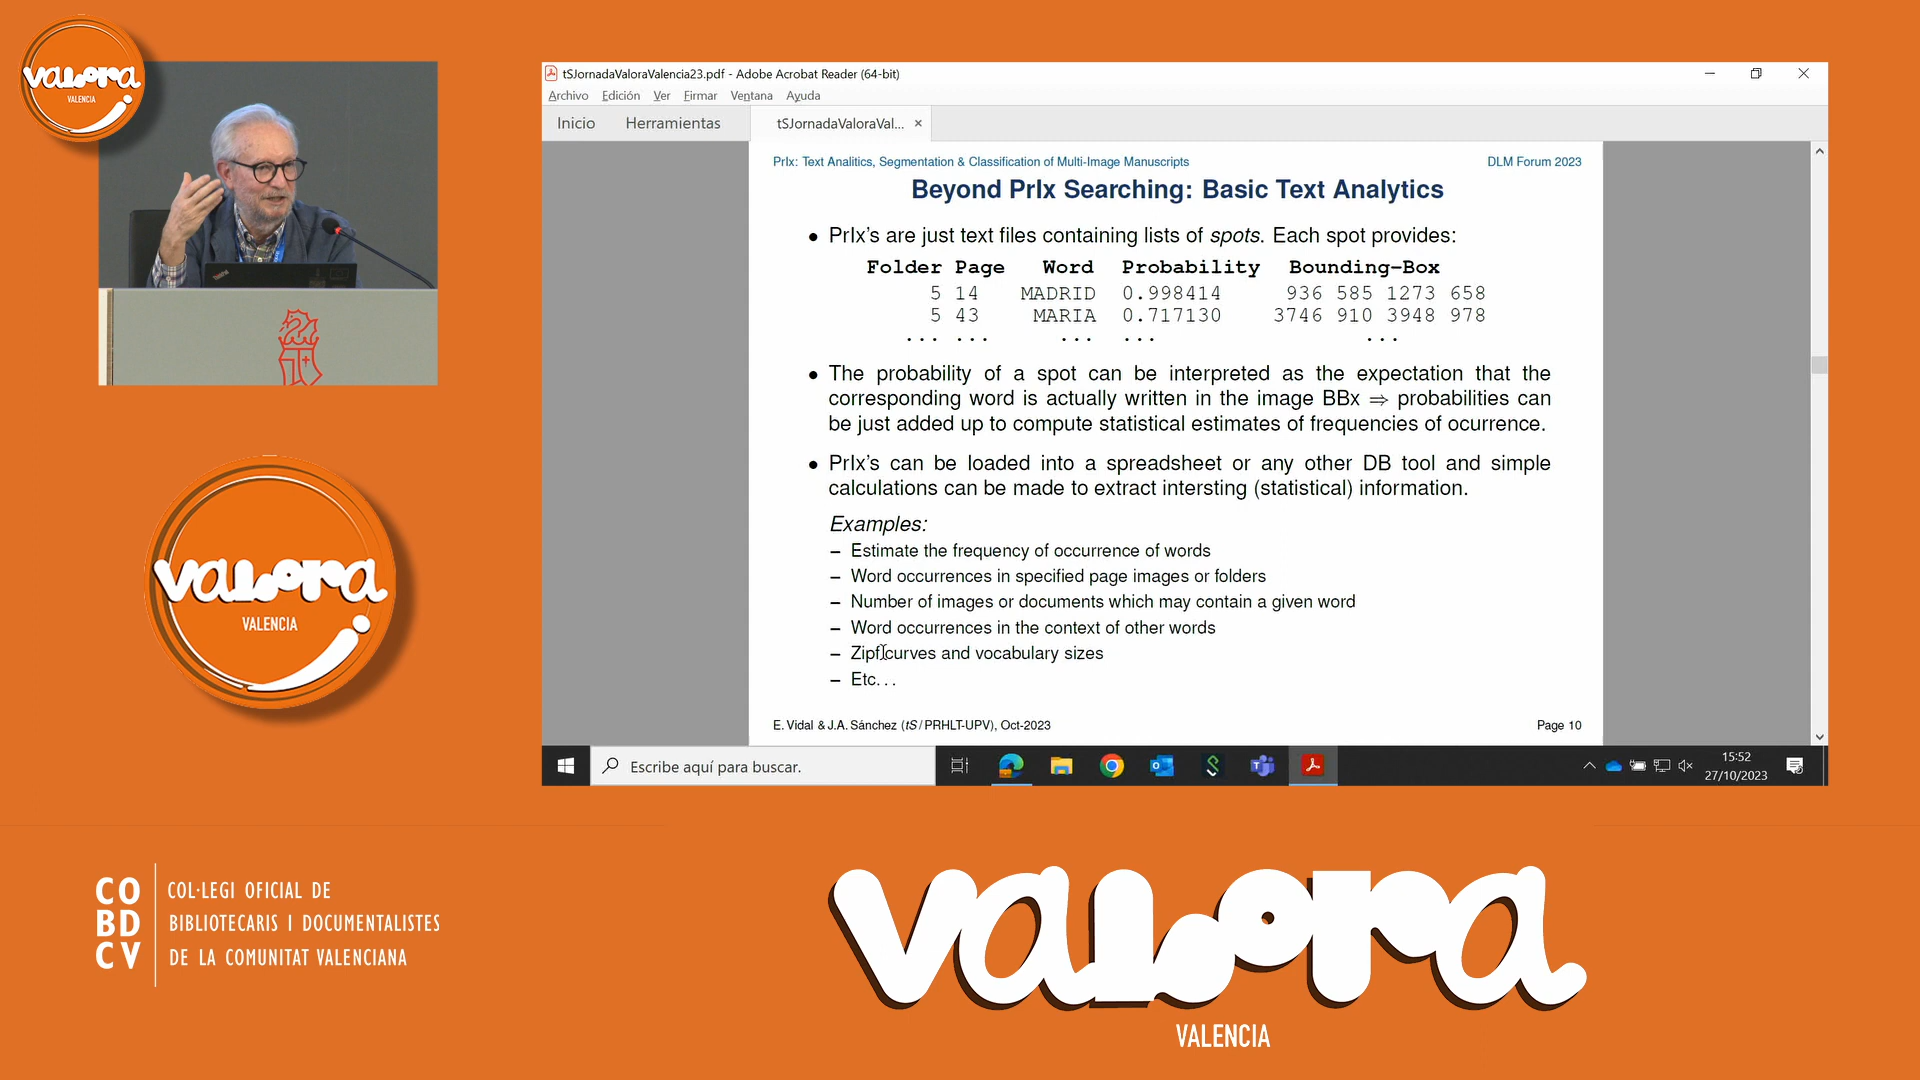 valora
VALENCIA
tSJornadaValoraValencia23.pdf - Adobe Acrobat Reader (64-bit)
Archivo Edición Ver Firmar Ventana Ayuda
Inicio Herramientas tSJornadaValoraVal... ×
PrIx: Text Analitics, Segmentation & Classification of Multi-Image Manuscripts DLM Forum 2023
Beyond PrIx Searching: Basic Text Analytics
• PrIx's are just text files containing lists of spots. Each spot provides:
Folder Page Word Probability Bounding-Box
5 14 MADRID 0.998414 936 585 1273 658
5 43 MARIA 0.717130 3746 910 3948 978
... ... ... ... ...
• The probability of a spot can be interpreted as the expectation that the
corresponding word is actually written in the image BBx ⇒ probabilities can
be just added up to compute statistical estimates of frequencies of ocurrence.
• PrIx's can be loaded into a spreadsheet or any other DB tool and simple
calculations can be made to extract intersting (statistical) information.
Examples:
– Estimate the frequency of occurrence of words
– Word occurrences in specified page images or folders
– Number of images or documents which may contain a given word
– Word occurrences in the context of other words
– Zipf curves and vocabulary sizes
– Etc...
E. Vidal & J.A. Sánchez (tS / PRHLT-UPV), Oct-2023 Page 10
Escribe aquí para buscar.
15:52
27/10/2023
valora
VALENCIA
CO
BD
CV
COL·LEGI OFICIAL DE
BIBLIOTECARIS I DOCUMENTALISTES
DE LA COMUNITAT VALENCIANA
valora
VALENCIA